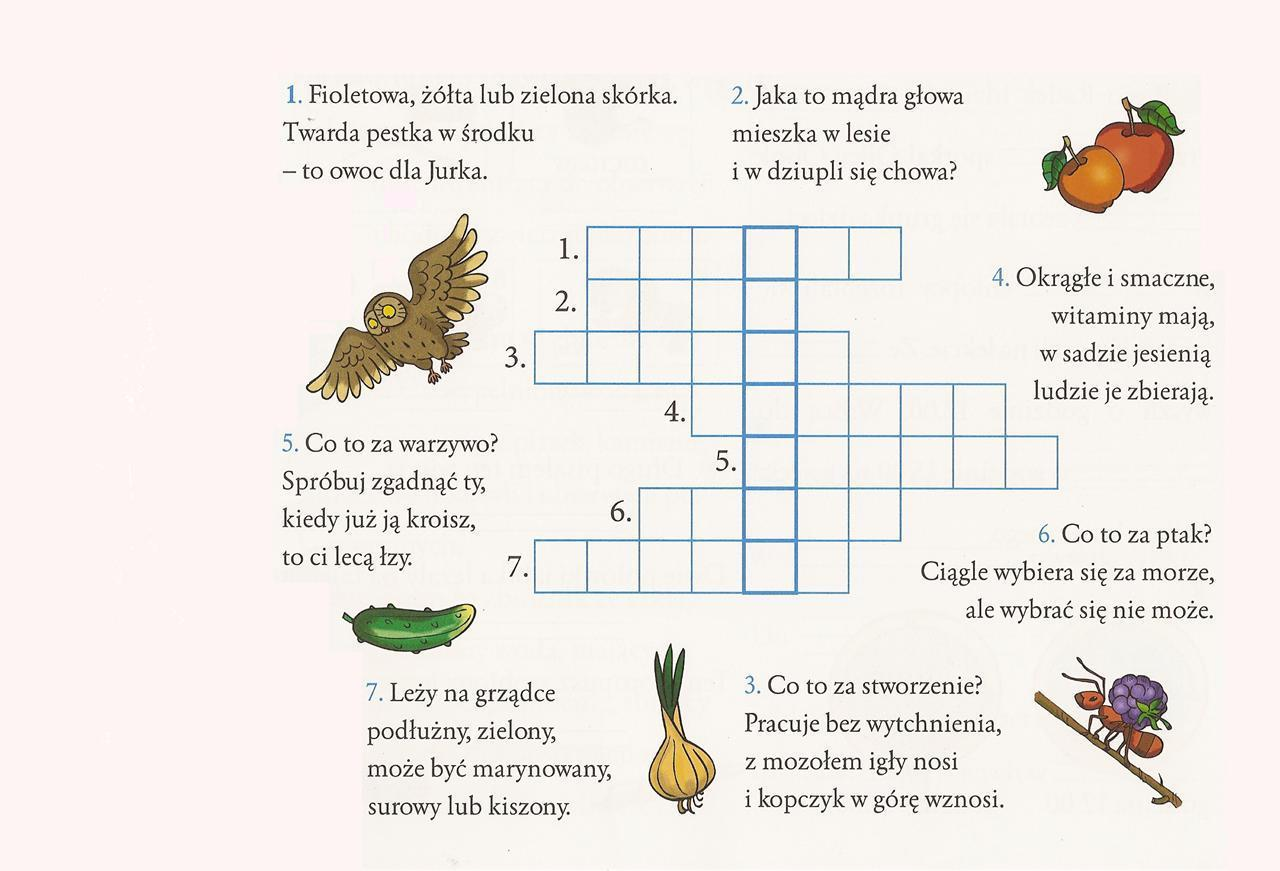 1. Fioletowa, żółta lub zielona skórka.
Twarda pestka w środku
– to owoc dla Jurka.
2. Jaka to mądra głowa
mieszka w lesie
i w dziupli się chowa?
1.
2.
3.
4.
5.
6.
7.
4. Okrągłe i smaczne,
witaminy mają,
w sadzie jesienią
ludzie je zbierają.
5. Co to za warzywo?
Spróbuj zgadnąć ty,
kiedy już ją kroisz,
to ci lecą łzy.
6. Co to za ptak?
Ciągle wybiera się za morze,
ale wybrać się nie może.
7. Leży na grządce
podłużny, zielony,
może być marynowany,
surowy lub kiszony.
3. Co to za stworzenie?
Pracuje bez wytchnienia,
z mozołem igły nosi
i kopczyk w górę wznosi.